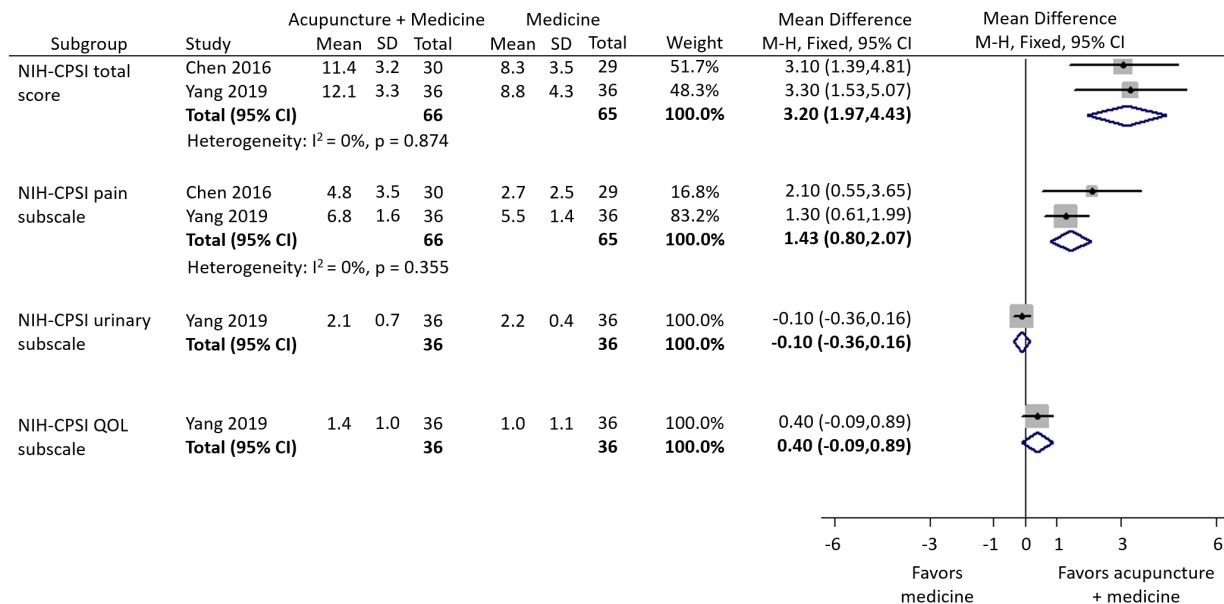 Acupuncture + Medicine Medicine Mean Difference Mean Difference
Subgroup Study Mean SD Total Mean SD Total Weight M-H, Fixed, 95% CI M-H, Fixed, 95% CI
NIH-CPSI total Chen 2016 11.4 3.2 30 8.3 3.5 29 51.7% 3.10 (1.39,4.81)
score Yang 2019 12.1 3.3 36 8.8 4.3 36 48.3% 3.30 (1.53,5.07)
Total (95% CI) 66 65 100.0% 3.20 (1.97,4.43)
Heterogeneity: I² = 0%, p = 0.874
NIH-CPSI pain Chen 2016 4.8 3.5 30 2.7 2.5 29 16.8% 2.10 (0.55,3.65)
subscale Yang 2019 6.8 1.6 36 5.5 1.4 36 83.2% 1.30 (0.61,1.99)
Total (95% CI) 66 65 100.0% 1.43 (0.80,2.07)
Heterogeneity: I² = 0%, p = 0.355
NIH-CPSI urinary Yang 2019 2.1 0.7 36 2.2 0.4 36 100.0% -0.10 (-0.36,0.16)
subscale Total (95% CI) 36 36 100.0% -0.10 (-0.36,0.16)
NIH-CPSI QOL Yang 2019 1.4 1.0 36 1.0 1.1 36 100.0% 0.40 (-0.09,0.89)
subscale Total (95% CI) 36 36 100.0% 0.40 (-0.09,0.89)
-6 -3 -1 0 1 3 6
Favors Favors acupuncture
medicine + medicine